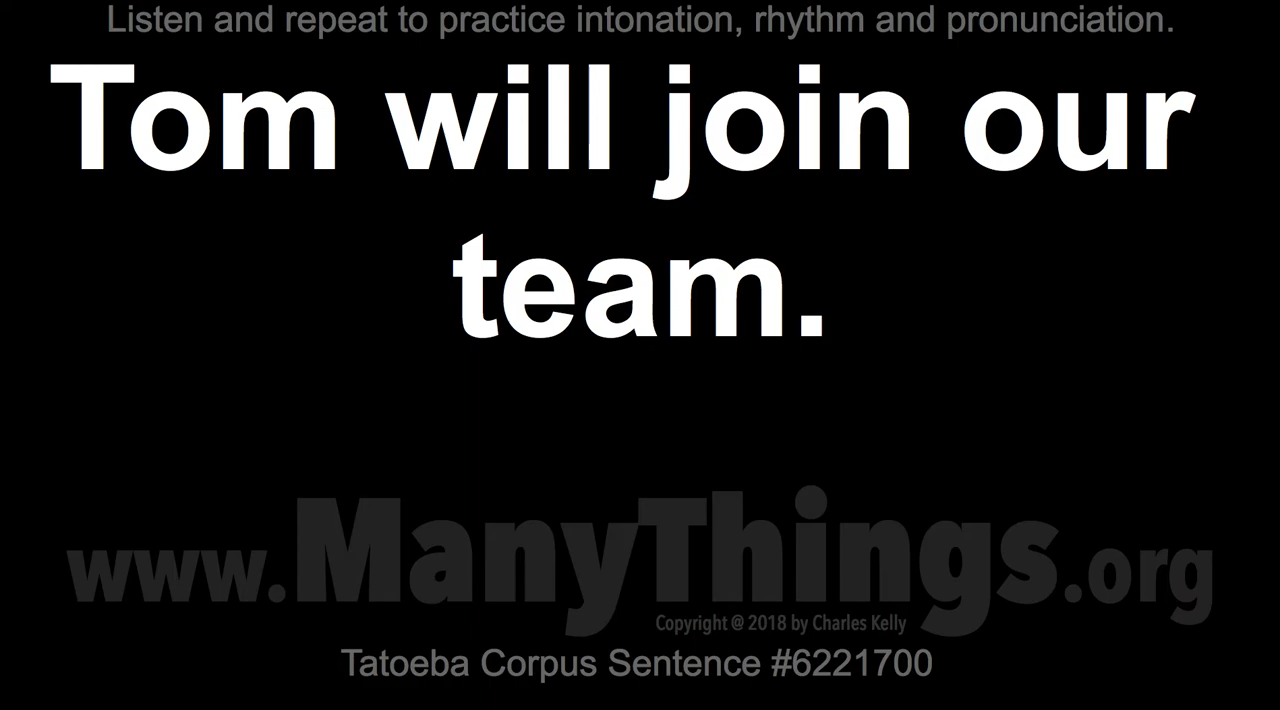 Listen and repeat to practice intonation, rhythm and pronunciation.
Tom will join our
team.
www.ManyThings.org
Copyright @ 2018 by Charles Kelly
Tatoeba Corpus Sentence #6221700